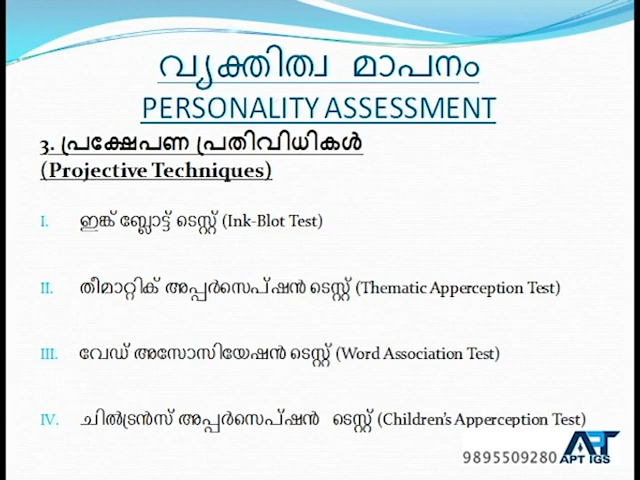 വ്യക്തിത്വ മാപനം
PERSONALITY ASSESSMENT
3. പ്രക്ഷേപണ പ്രതിവിധികൾ
(Projective Techniques)
I. ഇങ്ക് ബ്ലോട്ട് ടെസ്റ്റ് (Ink-Blot Test)
II. തീമാറ്റിക് അപ്പർസെപ്ഷൻ ടെസ്റ്റ് (Thematic Apperception Test)
III. വേഡ് അസോസിയേഷൻ ടെസ്റ്റ് (Word Association Test)
IV. ചിൽട്രൻസ് അപ്പർസെപ്ഷൻ ടെസ്റ്റ് (Children's Apperception Test)
9895509280
APT
APT IGS